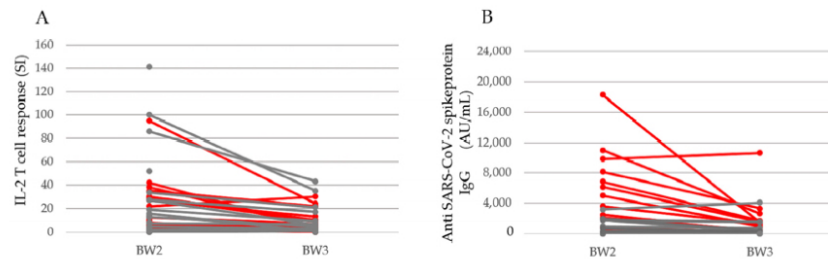 A
IL-2 T cell response (SI)
160
140
120
100
80
60
40
20
0
BW2
BW3
B
Anti SARS-CoV-2 spikeprotein
IgG (AU/mL)
24,000
20,000
16,000
12,000
8,000
4,000
0
BW2
BW3